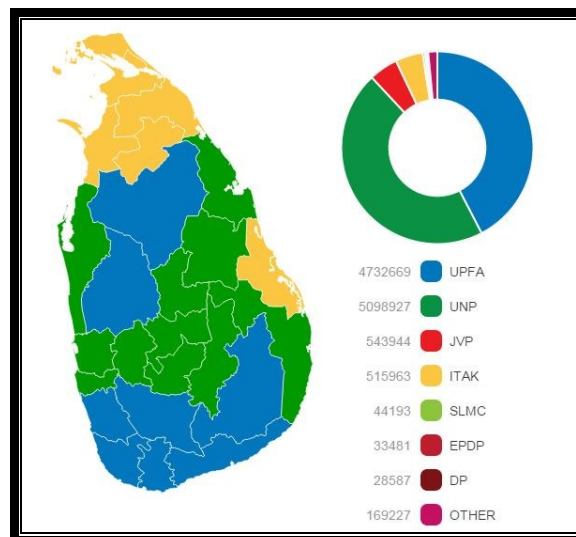 4732669 UPFA
5098927 UNP
543944 JVP
515963 ITAK
44193 SLMC
33481 EPDP
28587 DP
169227 OTHER